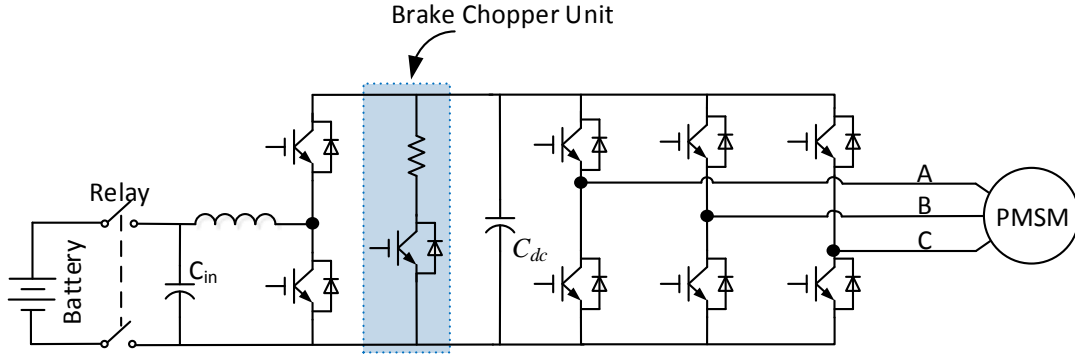 Brake Chopper Unit
Relay
Battery
Cin
Cdc
A
B
C
PMSM